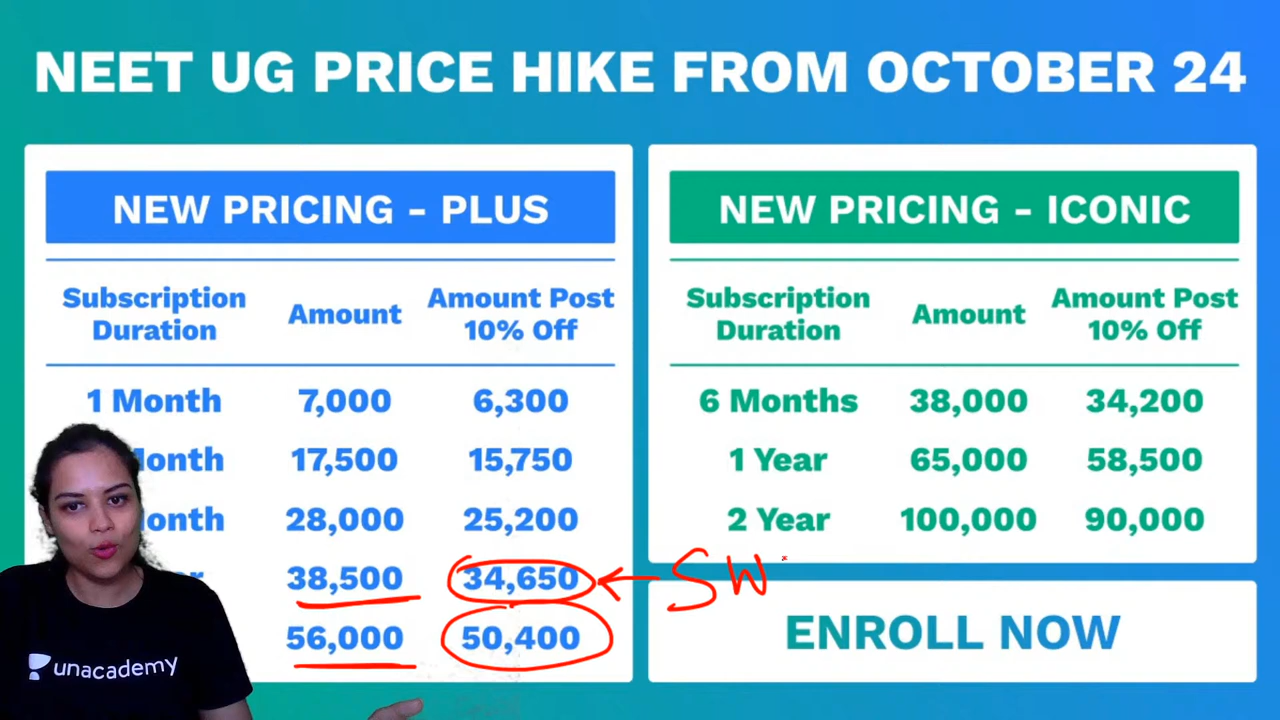 NEET UG PRICE HIKE FROM OCTOBER 24
NEW PRICING - PLUS
Subscription Duration Amount Amount Post 10% Off
1 Month 7,000 6,300
Month 17,500 15,750
Month 28,000 25,200
38,500 34,650
56,000 50,400
NEW PRICING - ICONIC
Subscription Duration Amount Amount Post 10% Off
6 Months 38,000 34,200
1 Year 65,000 58,500
2 Year 100,000 90,000
SW
ENROLL NOW
unacademy